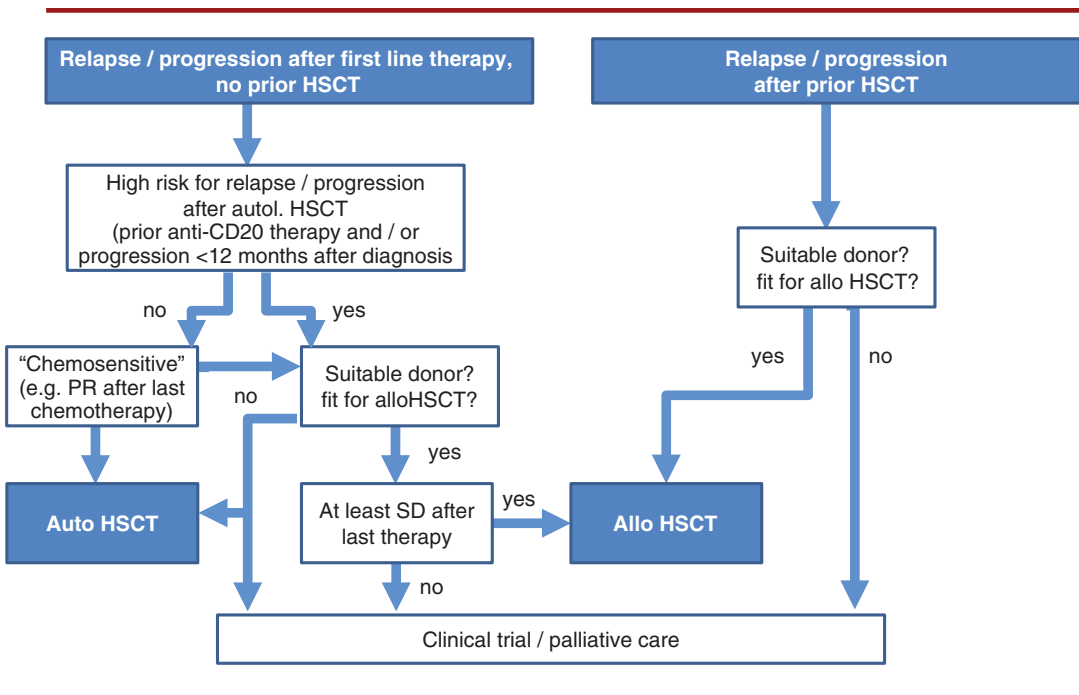 Relapse / progression after first line therapy,
no prior HSCT
Relapse / progression
after prior HSCT
High risk for relapse / progression
after autol. HSCT
(prior anti-CD20 therapy and / or
progression <12 months after diagnosis
Suitable donor?
fit for allo HSCT?
no
yes
“Chemosensitive”
(e.g. PR after last
chemotherapy)
no
Suitable donor?
fit for alloHSCT?
yes
no
yes
Auto HSCT
At least SD after
last therapy
yes
Allo HSCT
no
Clinical trial / palliative care